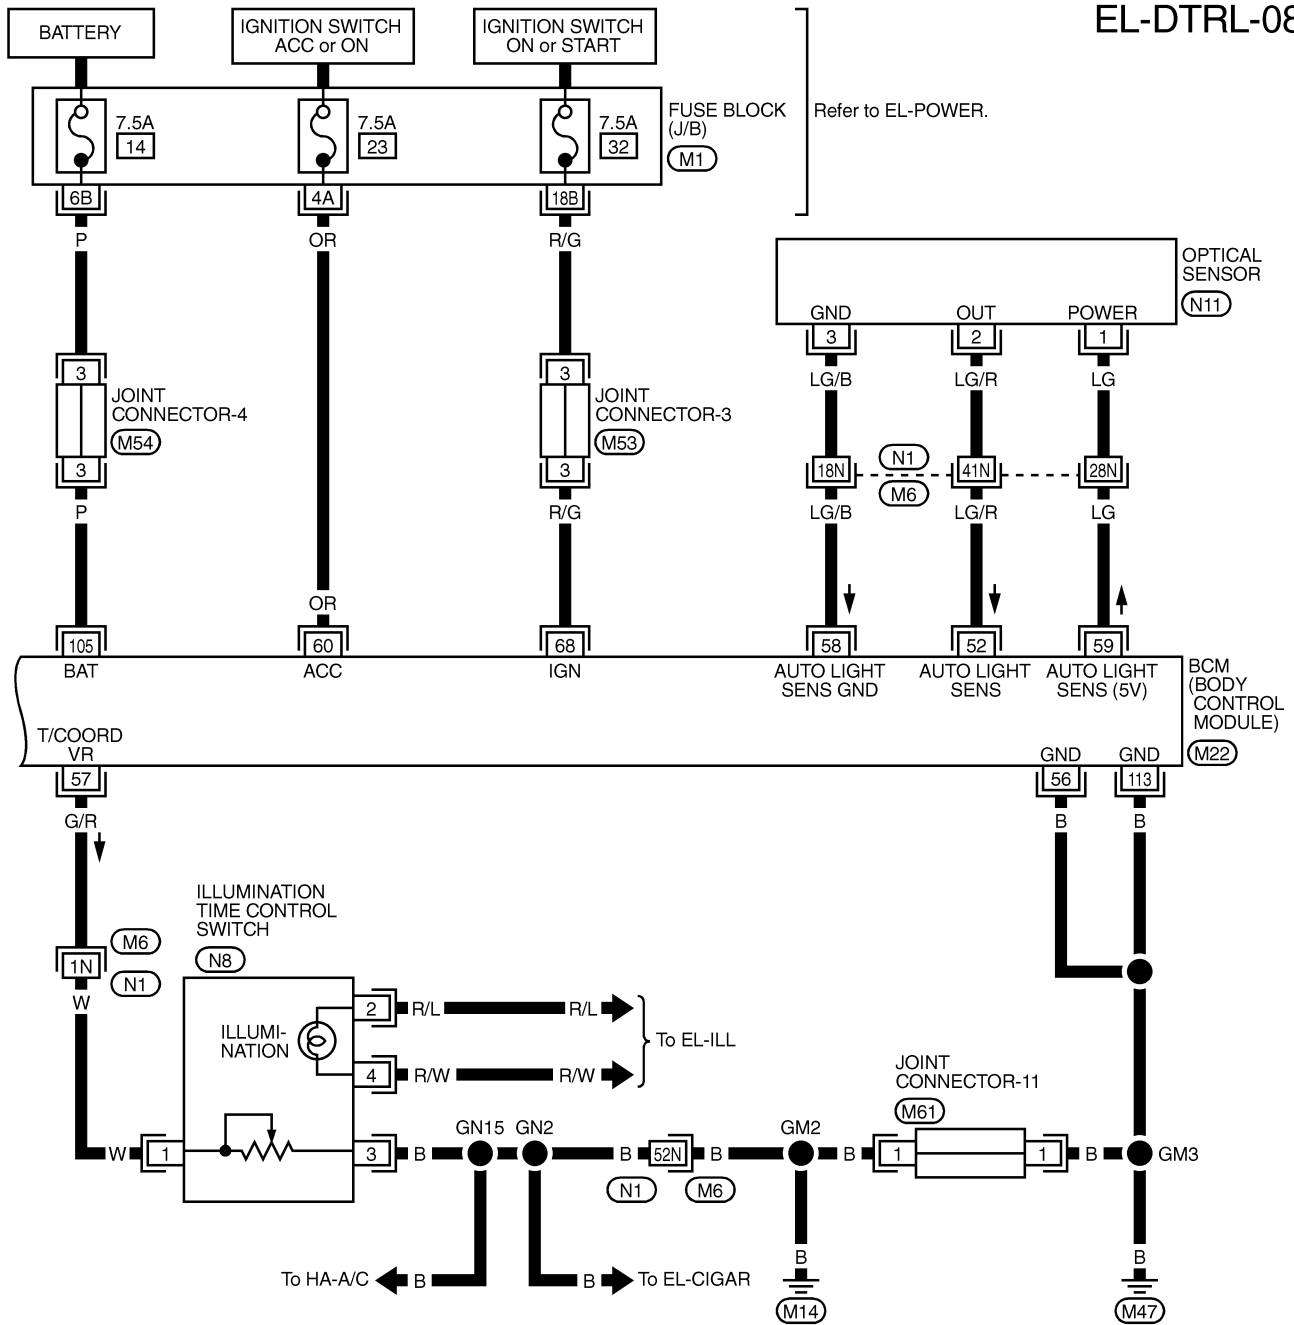 EL-DTRL-08
BATTERY
IGNITION SWITCH
ACC or ON
IGNITION SWITCH
ON or START
7.5A
14
7.5A
23
7.5A
32
FUSE BLOCK
(J/B)
M1
Refer to EL-POWER.
6B
4A
18B
P
OR
R/G
OPTICAL
SENSOR
N11
GND
OUT
POWER
3
2
1
LG/B
LG/R
LG
3
JOINT
CONNECTOR-4
M54
3
3
JOINT
CONNECTOR-3
M53
3
18N
N1
M6
41N
28N
P
R/G
LG/B
LG/R
LG
OR
105
60
68
58
52
59
BAT
ACC
IGN
AUTO LIGHT
SENS GND
AUTO LIGHT
SENS
AUTO LIGHT
SENS (5V)
BCM
(BODY
CONTROL
MODULE)
M22
T/COORD
VR
GND
GND
57
56
113
G/R
B
B
ILLUMINATION
TIME CONTROL
SWITCH
N8
M6
1N
N1
W
ILLUMI-
NATION
2
R/L
R/L
4
R/W
R/W
To EL-ILL
JOINT
CONNECTOR-11
M61
W
1
3
B
GN15
GN2
B
52N
B
N1
M6
GM2
B
1
1
B
GM3
To HA-A/C
B
B
To EL-CIGAR
B
M14
B
M47